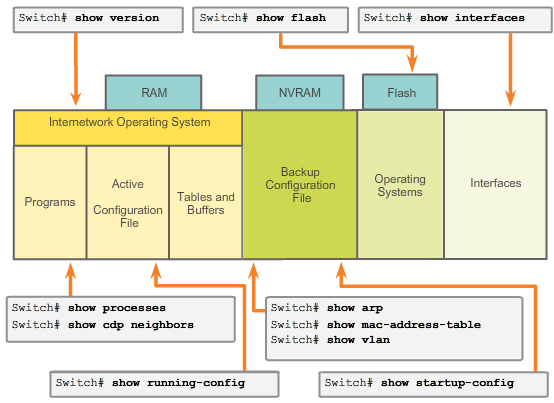 Switch# show version
Switch# show flash
Switch# show interfaces
RAM
NVRAM
Flash
Internetwork Operating System
Programs
Active
Configuration
File
Tables and
Buffers
Backup
Configuration
File
Operating
Systems
Interfaces
Switch# show processes
Switch# show cdp neighbors
Switch# show arp
Switch# show mac-address-table
Switch# show vlan
Switch# show running-config
Switch# show startup-config